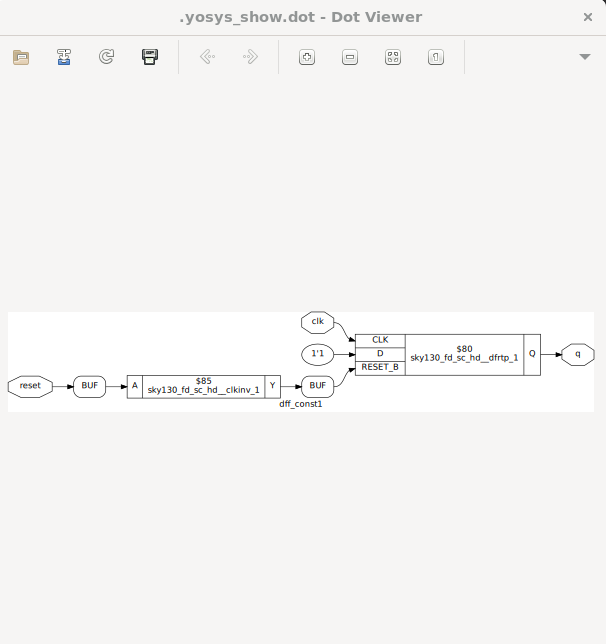 .yosys_show.dot - Dot Viewer
clk
CLK
$80
1'1
D
sky130_fd_sc_hd__dfrtp_1
Q
q
RESET_B
reset
BUF
A
$85
sky130_fd_sc_hd__clkinv_1
Y
BUF
dff_const1